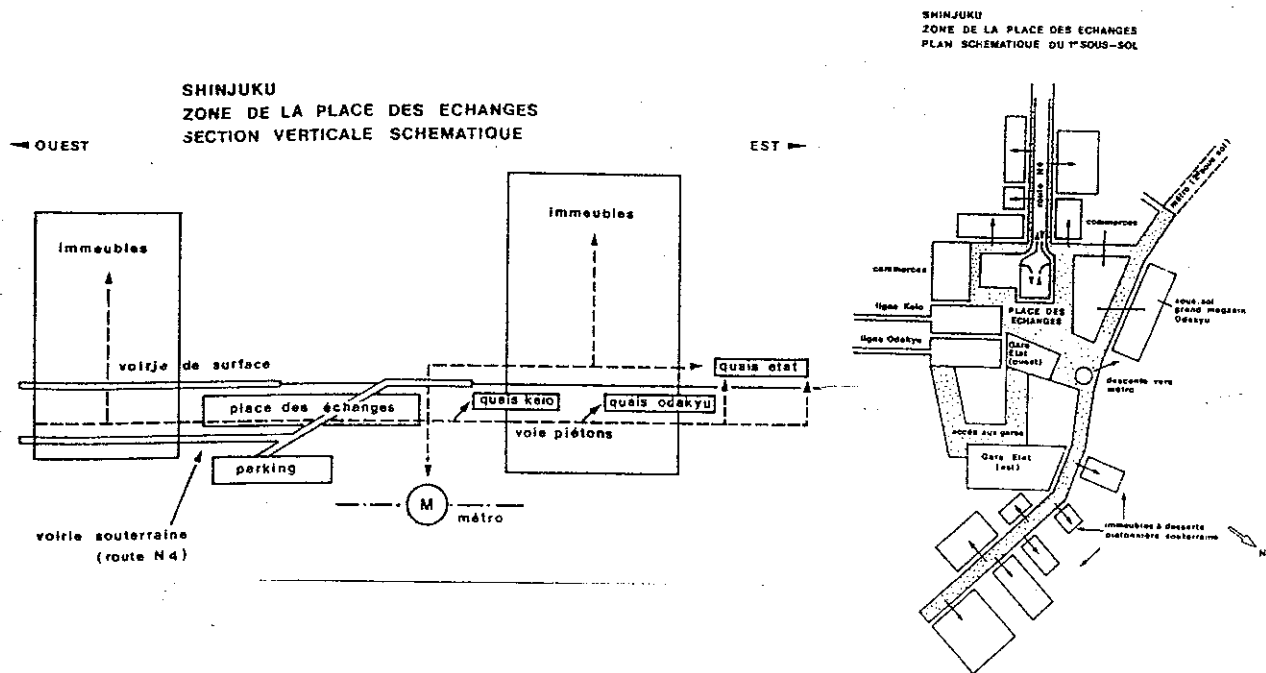 SHINJUKU
ZONE DE LA PLACE DES ECHANGES
SECTION VERTICALE SCHEMATIQUE
OUEST
EST
immeubles
immeubles
voirie de surface
quais etat
place des échanges
quais keio
quais odakyu
voie piétons
parking
M
métro
voirie souterraine
(route N4)
SHINJUKU
ZONE DE LA PLACE DES ECHANGES
PLAN SCHEMATIQUE DU 1er SOUS-SOL
métro (2e sous sol)
route N4
commerces
commerces
sous-sol
grand magasin
Odakyu
ligne Keio
PLACE DES
ECHANGES
ligne Odakyu
Gare
Etat
(ouest)
descente vers
métro
accès aux gares
Gare Etat
(est)
immeubles à desserte
piétonnière souterraine
N